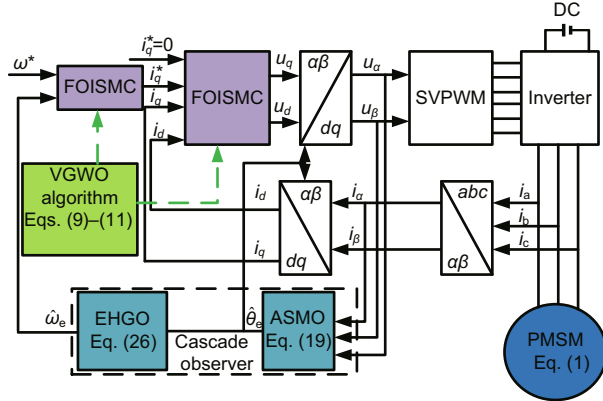 DC
i*q=0
ω*
i*q
iq
id
FOISMC
FOISMC
uq
ud
αβ
dq
uα
uβ
SVPWM
Inverter
VGWO
algorithm
Eqs. (9)–(11)
id
iq
αβ
dq
iα
iβ
abc
αβ
ia
ib
ic
ω̂e
EHGO
Eq. (26)
Cascade
observer
θ̂e
ASMO
Eq. (19)
PMSM
Eq. (1)